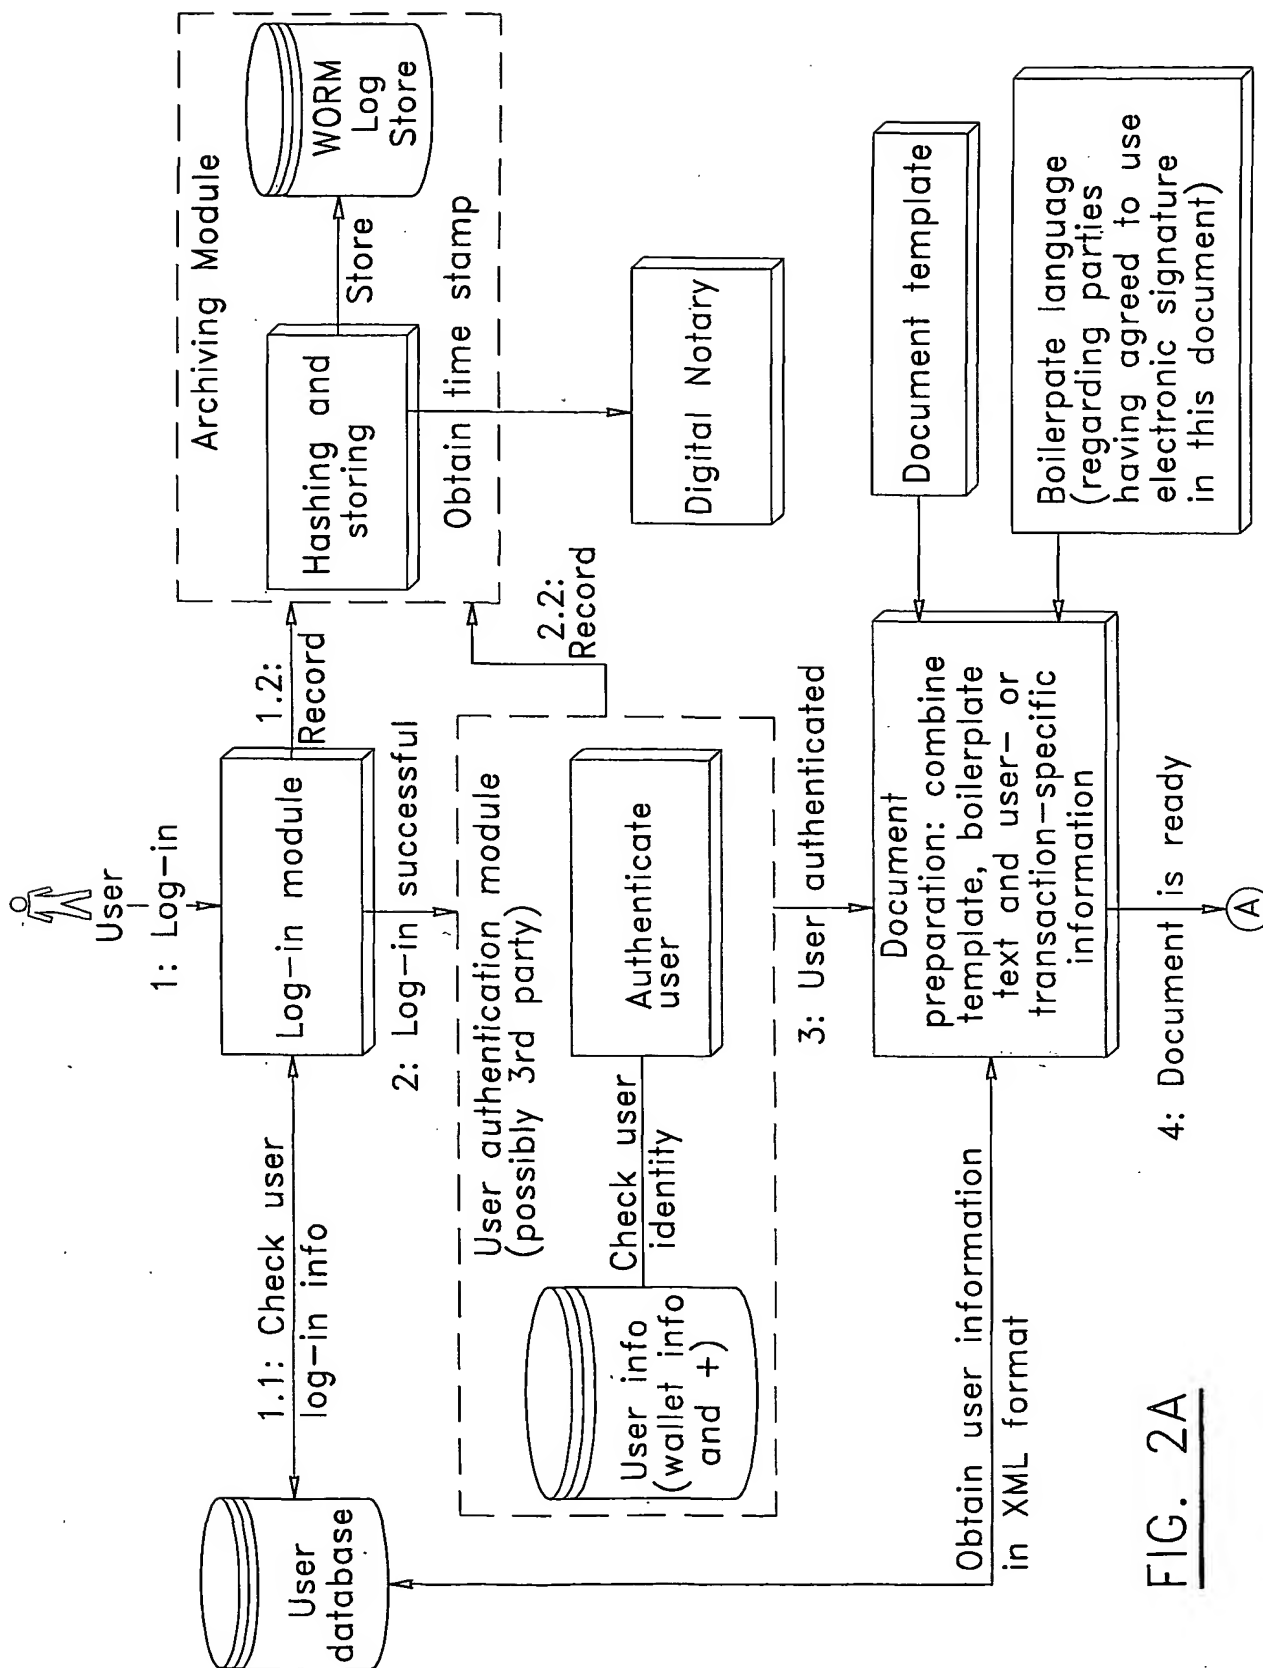 User
1: Log-in
1.1: Check user
log-in info
User
database
Log-in module
1.2:
Record
Archiving Module
Hashing and
storing
Store
WORM
Log
Store
Obtain time stamp
Digital Notary
2: Log-in successful
User authentication module
(possibly 3rd party)
User info
(wallet info
and +)
Check user
identity
Authenticate
user
2.2:
Record
3: User authenticated
Document
preparation: combine
template, boilerplate
text and user- or
transaction-specific
information
Document template
Boilerpate language
(regarding parties
having agreed to use
electronic signature
in this document)
Obtain user information
in XML format
4: Document is ready
A
FIG. 2A